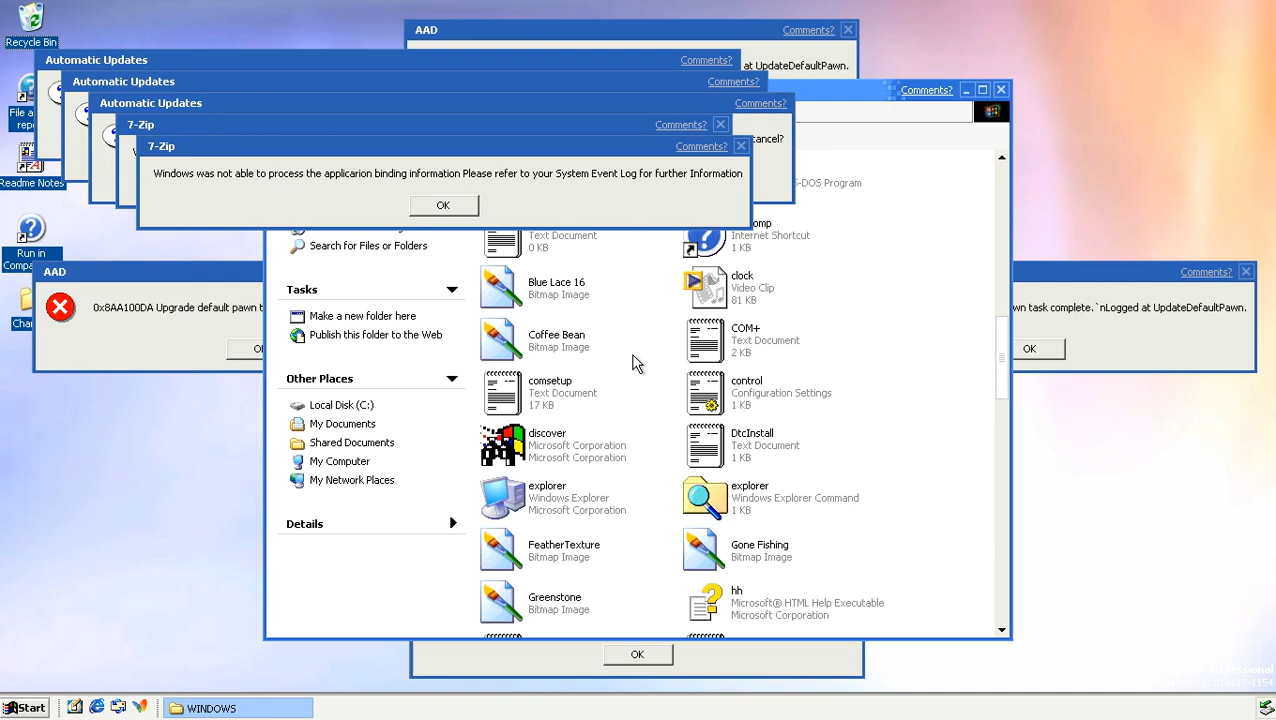 Recycle Bin
AAD
Comments?
at UpdateDefaultPawn.
Automatic Updates
Comments?
Automatic Updates
Comments?
Comments?
Automatic Updates
Comments?
7-Zip
Comments?
cancel?
7-Zip
Comments?
Windows was not able to process the applicarion binding information Please refer to your System Event Log for further Information
OK
Readme Notes
Run in
AAD
0x8AA100DA Upgrade default pawn t
Comments?
wn task complete.`nLogged at UpdateDefaultPawn.
OK
S-DOS Program
Search for Files or Folders
Tasks
Make a new folder here
Publish this folder to the Web
Other Places
Local Disk (C:)
My Documents
Shared Documents
My Computer
My Network Places
Details
Text Document
0 KB
Internet Shortcut
1 KB
Blue Lace 16
Bitmap Image
clock
Video Clip
81 KB
Coffee Bean
Bitmap Image
COM+
Text Document
2 KB
comsetup
Text Document
17 KB
control
Configuration Settings
1 KB
discover
Microsoft Corporation
Microsoft Corporation
DtcInstall
Text Document
1 KB
explorer
Windows Explorer
Microsoft Corporation
explorer
Windows Explorer Command
1 KB
FeatherTexture
Bitmap Image
Gone Fishing
Bitmap Image
Greenstone
Bitmap Image
hh
Microsoft® HTML Help Executable
Microsoft Corporation
OK
Start
WINDOWS